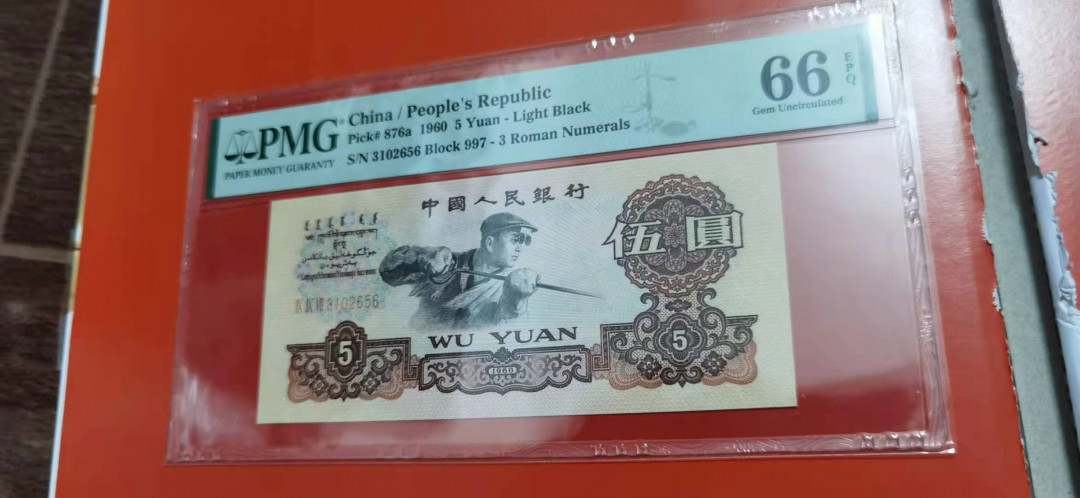 PMG
PAPER MONEY GUARANTY
China / People's Republic
Pick# 876a 1960 5 Yuan - Light Black
S/N 3102656 Block 997 - 3 Roman Numerals
66
EPQ
Gem Uncirculated
中國人民銀行
伍圓
3102656
WU YUAN
5
1960
5